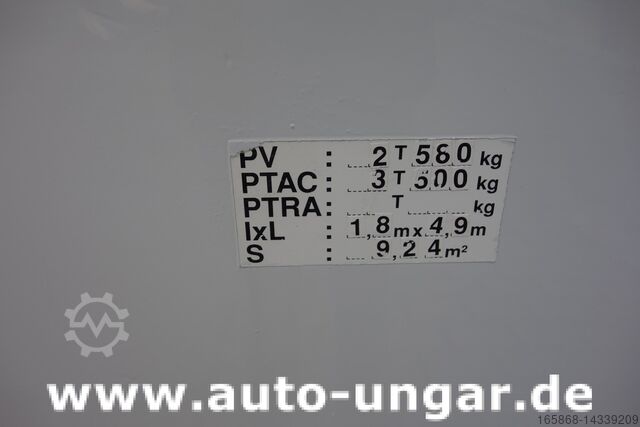 PV : 2 T 580 kg
PTAC : 3 T 500 kg
PTRA : T kg
lxL : 1,8 m x 4,9 m
S : 9,24 m²
www.auto-ungar.de
165868-14339209